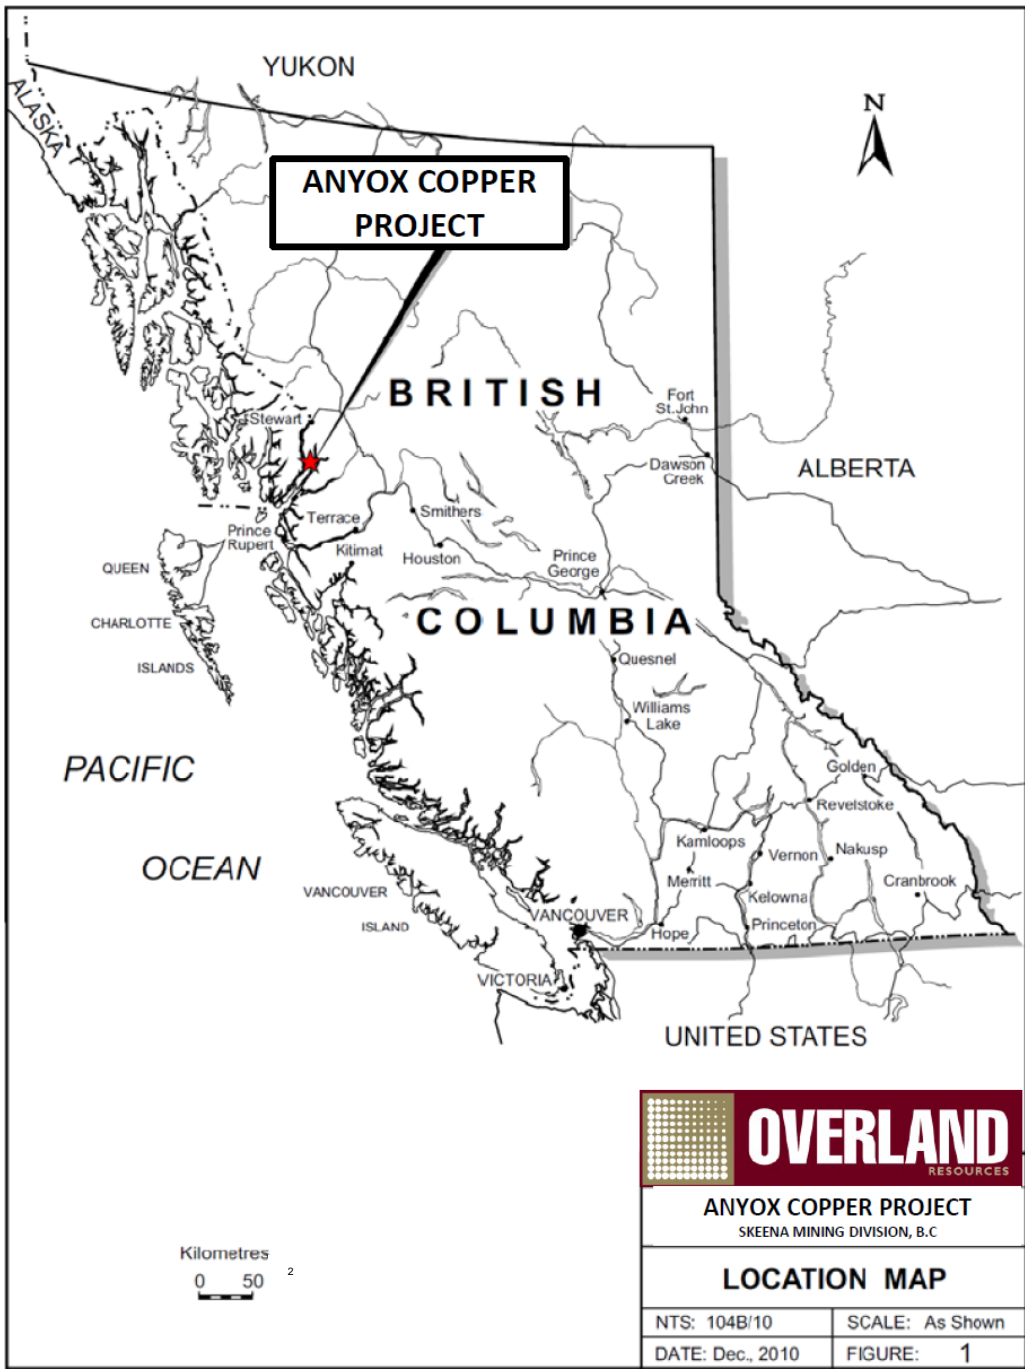 YUKON
ALASKA
N
ANYOX COPPER
PROJECT
BRITISH
Stewart
Fort
St.John
Dawson
Creek
ALBERTA
Terrace
Smithers
Prince
Rupert
Kitimat
Houston
Prince
George
QUEEN
CHARLOTTE
ISLANDS
COLUMBIA
Quesnel
Williams
Lake
PACIFIC
OCEAN
Golden
Revelstoke
Kamloops
Vernon
Nakusp
Merritt
Cranbrook
Kelowna
VANCOUVER
ISLAND
VANCOUVER
Hope
Princeton
VICTORIA
UNITED STATES
OVERLAND
RESOURCES
ANYOX COPPER PROJECT
SKEENA MINING DIVISION, B.C
Kilometres
0 50
2
LOCATION MAP
NTS: 104B/10
SCALE: As Shown
DATE: Dec., 2010
FIGURE: 1